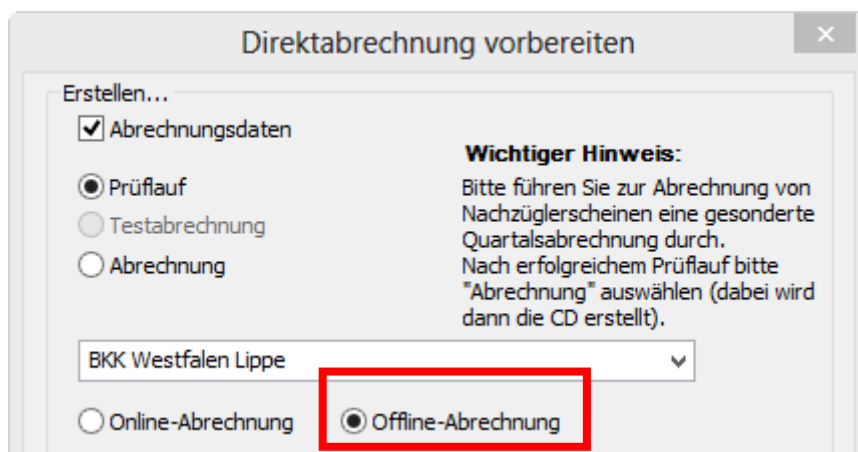 Direktabrechnung vorbereiten
Erstellen...
Abrechnungsdaten
Prüflauf
Testabrechnung
Abrechnung
Wichtiger Hinweis:
Bitte führen Sie zur Abrechnung von
Nachzüglerscheinen eine gesonderte
Quartalsabrechnung durch.
Nach erfolgreichem Prüflauf bitte
"Abrechnung" auswählen (dabei wird
dann die CD erstellt).
BKK Westfalen Lippe
Online-Abrechnung
Offline-Abrechnung